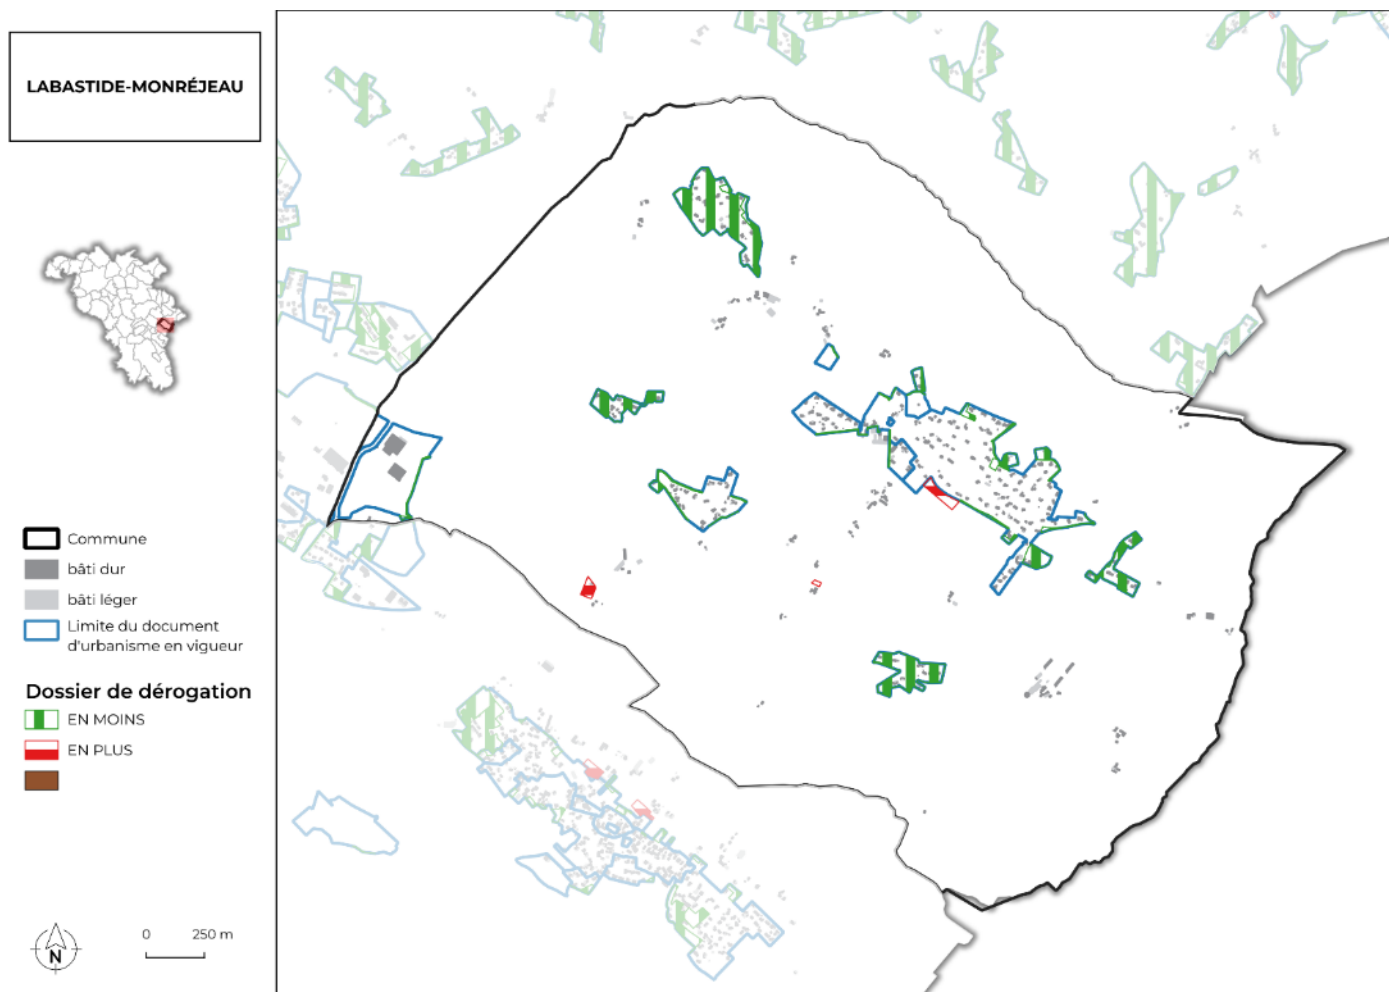 LABASTIDE-MONRÉJEAU
Commune
bâti dur
bâti léger
Limite du document
d'urbanisme en vigueur
Dossier de dérogation
EN MOINS
EN PLUS
N
0 250 m